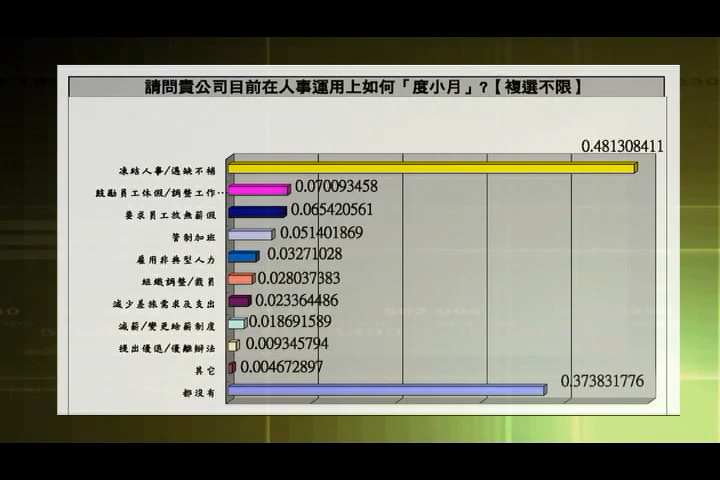 請問貴公司目前在人事運用上如何「度小月」?【複選不限】
0.481308411
凍結人事/遇缺不補
鼓勵員工休假/調整工作… 0.070093458
要求員工放無薪假 0.065420561
管制加班 0.051401869
雇用非典型人力 0.03271028
組織調整/裁員 0.028037383
減少差旅需求及支出 0.023364486
減薪/變更給薪制度 0.018691589
提出優退/優離辦法 0.009345794
其它 0.004672897
都沒有 0.373831776